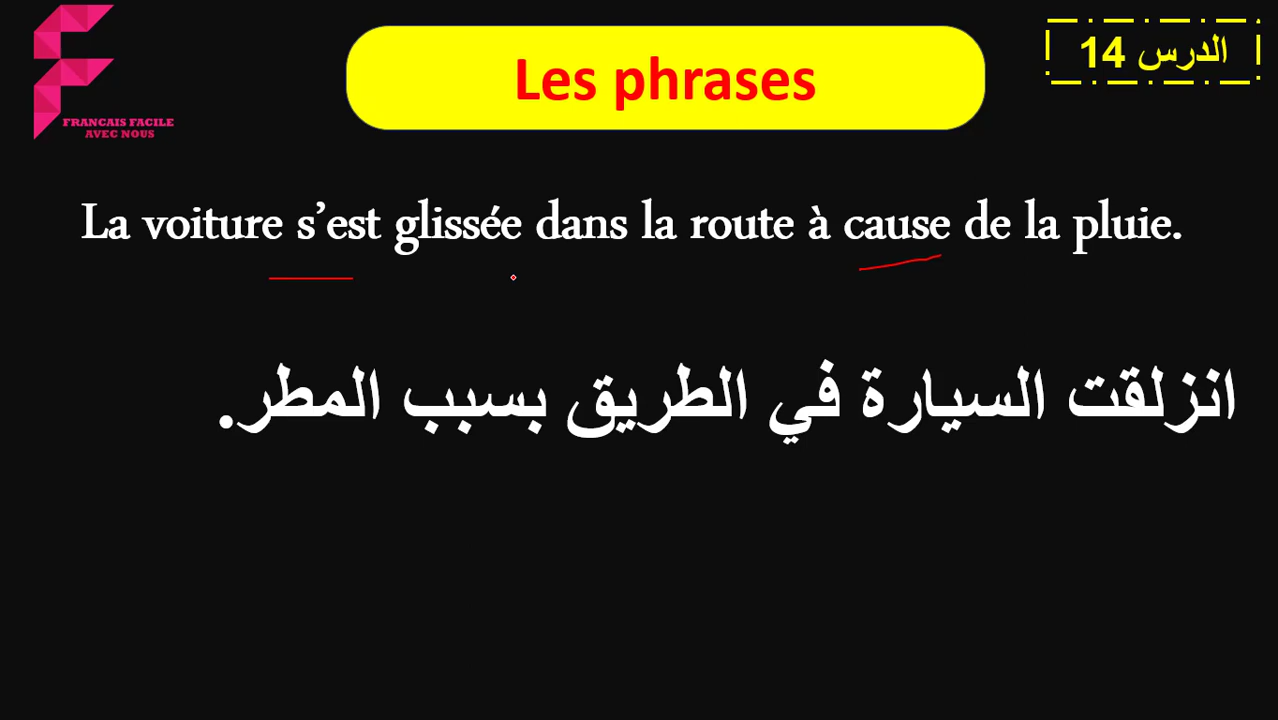 FRANCAIS FACILE
AVEC NOUS
Les phrases
الدرس 14
La voiture s’est glissée dans la route à cause de la pluie.
انزلقت السيارة في الطريق بسبب المطر.